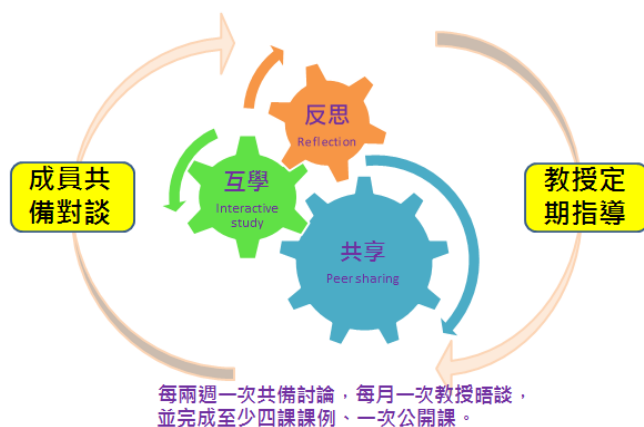 反思
Reflection
成員共
備對談
互學
Interactive
study
教授定
期指導
共享
Peer sharing
每兩週一次共備討論，每月一次教授晤談，
並完成至少四課課例、一次公開課。